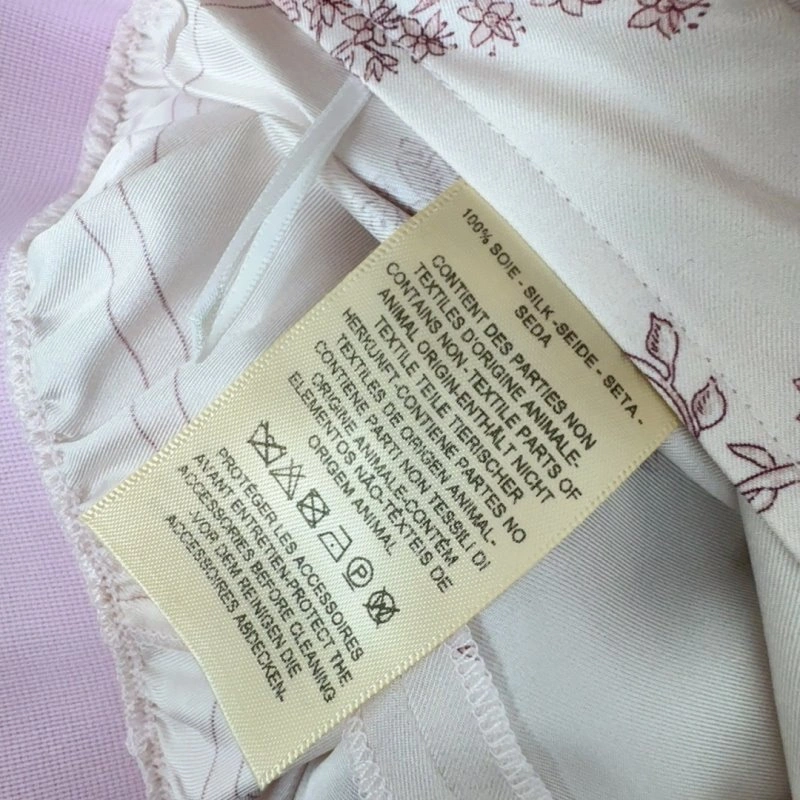 100% SOIE - SILK -SEIDE - SETA -
SEDA
CONTIENT DES PARTIES NON
TEXTILES D'ORIGINE ANIMALE-
CONTAINS NON-TEXTILE PARTS OF
ANIMAL ORIGIN-ENTHÄLT NICHT
TEXTILE TEILE TIERISCHER
HERKUNFT-CONTIENE PARTES NO
TEXTILES DE ORIGEN ANIMAL-
CONTIENE PARTI NON TESSILI DI
ORIGINE ANIMALE-CONTÉM
ELEMENTOS NÃO-TÊXTEIS DE
ORIGEM ANIMAL
P
PROTEGER LES ACCESSOIRES
AVANT ENTRETIEN-PROTECT THE
ACCESSORIES BEFORE CLEANING
-VOR DEM REINIGEN DIE
ACCESSOIRES ABDECKEN-